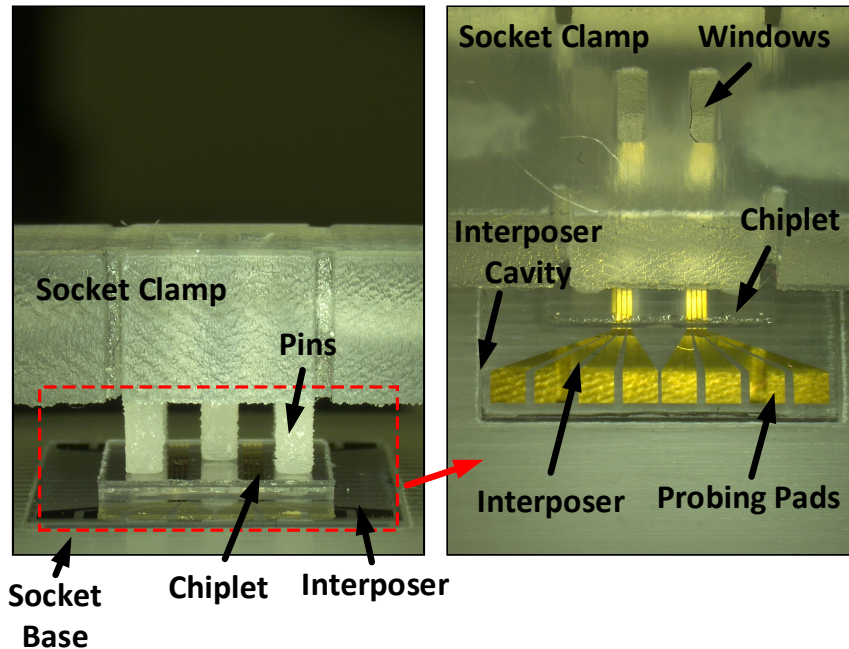 Socket Clamp
Pins
Socket
Base
Chiplet
Interposer
Socket Clamp
Windows
Interposer
Cavity
Chiplet
Interposer
Probing Pads